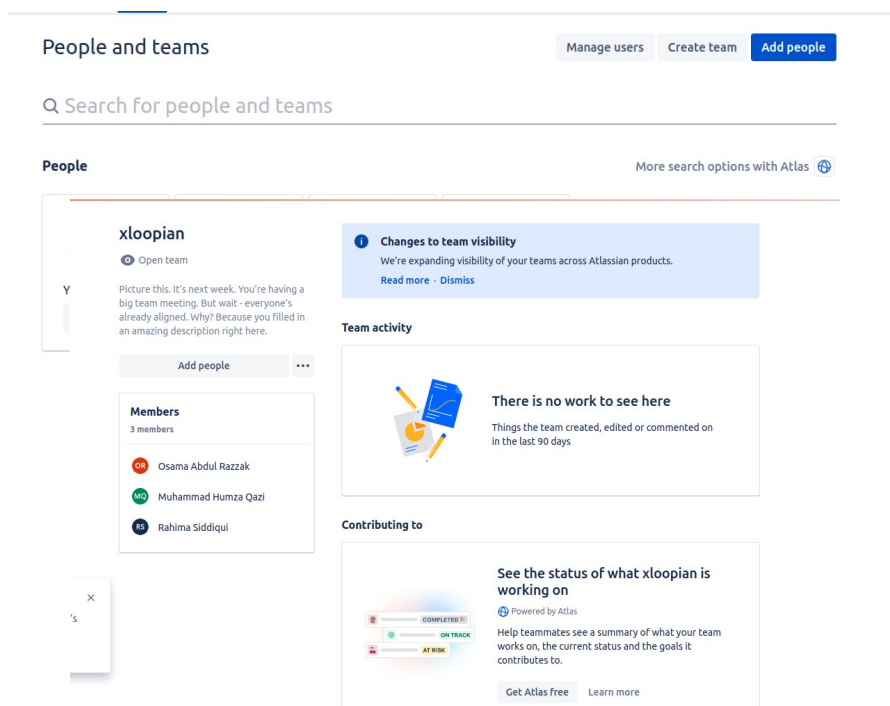 People and teams
Manage users
Create team
Add people
Search for people and teams
People
More search options with Atlas
Y
xloopian
Open team
Picture this. It's next week. You're having a
big team meeting. But wait - everyone's
already aligned. Why? Because you filled in
an amazing description right here.
Add people
Members
3 members
OR Osama Abdul Razzak
MQ Muhammad Humza Qazi
RS Rahima Siddiqui
's
Changes to team visibility
We're expanding visibility of your teams across Atlassian products.
Read more · Dismiss
Team activity
There is no work to see here
Things the team created, edited or commented on
in the last 90 days
Contributing to
COMPLETED
ON TRACK
AT RISK
See the status of what xloopian is
working on
Powered by Atlas
Help teammates see a summary of what your team
works on, the current status and the goals it
contributes to.
Get Atlas free
Learn more